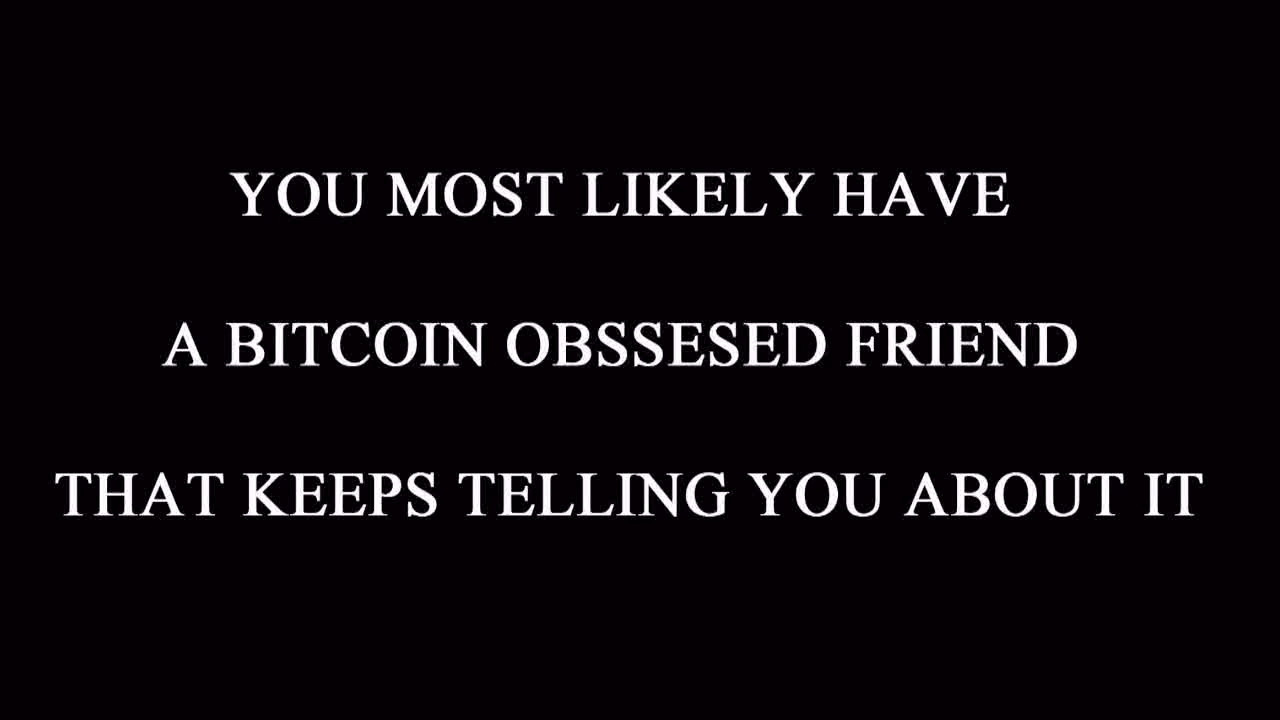 YOU MOST LIKELY HAVE
A BITCOIN OBSSESED FRIEND
THAT KEEPS TELLING YOU ABOUT IT